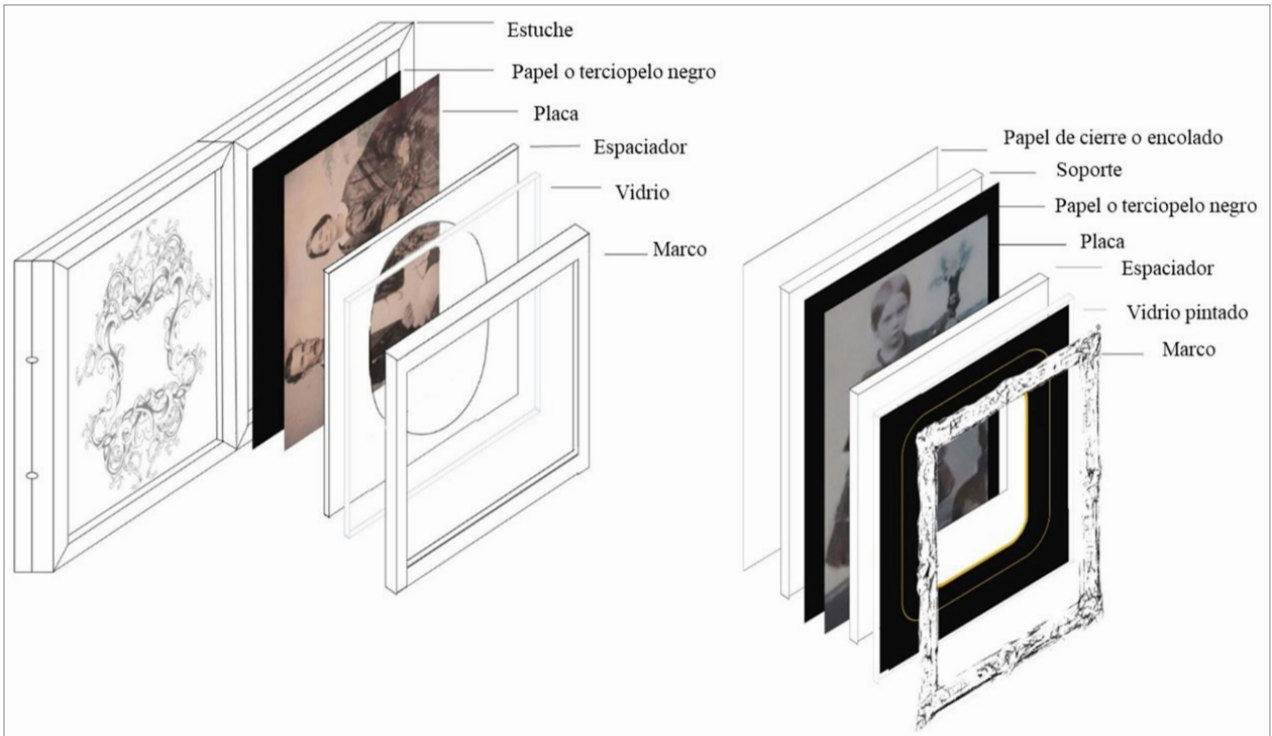 Estuche
Papel o terciopelo negro
Placa
Espaciador
Vidrio
Marco
Papel de cierre o encolado
Soporte
Papel o terciopelo negro
Placa
Espaciador
Vidrio pintado
Marco